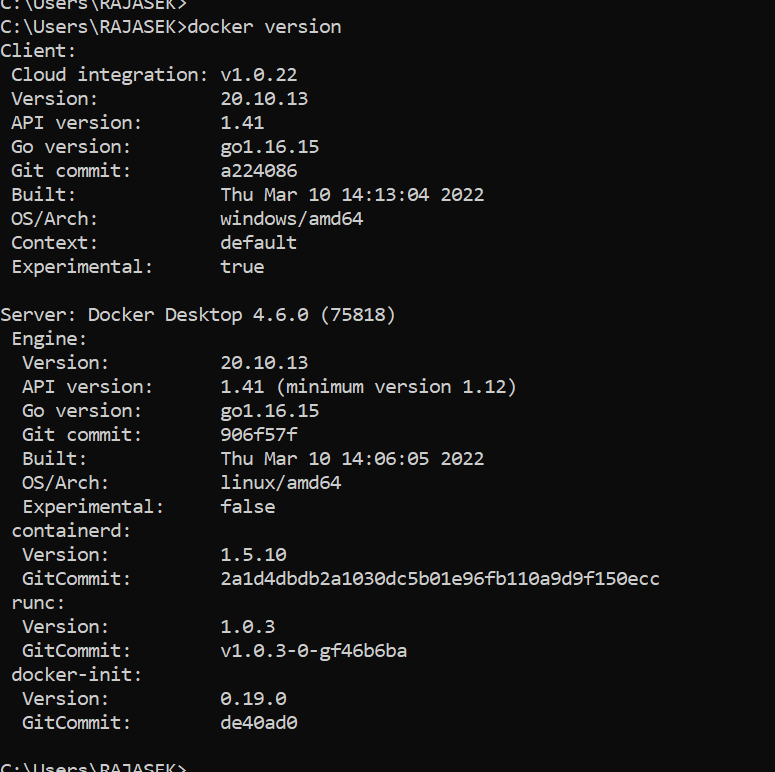 C:\Users\RAJASEK>
C:\Users\RAJASEK>docker version
Client:
 Cloud integration: v1.0.22
 Version:           20.10.13
 API version:       1.41
 Go version:        go1.16.15
 Git commit:        a224086
 Built:             Thu Mar 10 14:13:04 2022
 OS/Arch:           windows/amd64
 Context:           default
 Experimental:      true

Server: Docker Desktop 4.6.0 (75818)
 Engine:
  Version:          20.10.13
  API version:      1.41 (minimum version 1.12)
  Go version:       go1.16.15
  Git commit:       906f57f
  Built:            Thu Mar 10 14:06:05 2022
  OS/Arch:          linux/amd64
  Experimental:     false
 containerd:
  Version:          1.5.10
  GitCommit:        2a1d4dbdb2a1030dc5b01e96fb110a9d9f150ecc
 runc:
  Version:          1.0.3
  GitCommit:        v1.0.3-0-gf46b6ba
 docker-init:
  Version:          0.19.0
  GitCommit:        de40ad0

C:\Users\RAJASEK>